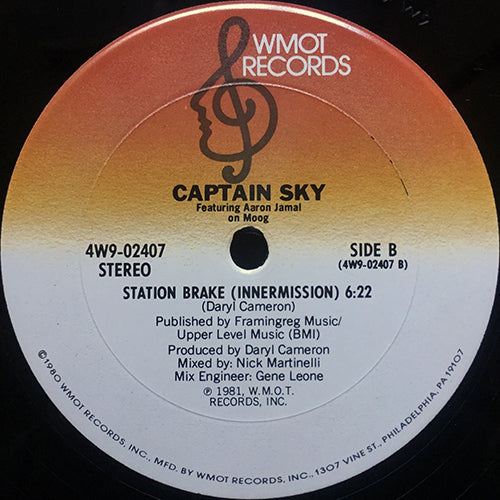 WMOT
RECORDS
CAPTAIN SKY
Featuring Aaron Jamal
on Moog
4W9-02407
STEREO
SIDE B
(4W9-02407 B)
STATION BRAKE (INNERMISSION) 6:22
(Daryl Cameron)
Published by Framingreg Music/
Upper Level Music (BMI)
Produced by Daryl Cameron
Mixed by: Nick Martinelli
Mix Engineer: Gene Leone
℗ 1981, W.M.O.T.
RECORDS, INC.
©1980 WMOT RECORDS, INC., MFD. BY WMOT RECORDS, INC., 1307 VINE ST., PHILADELPHIA, PA 19107